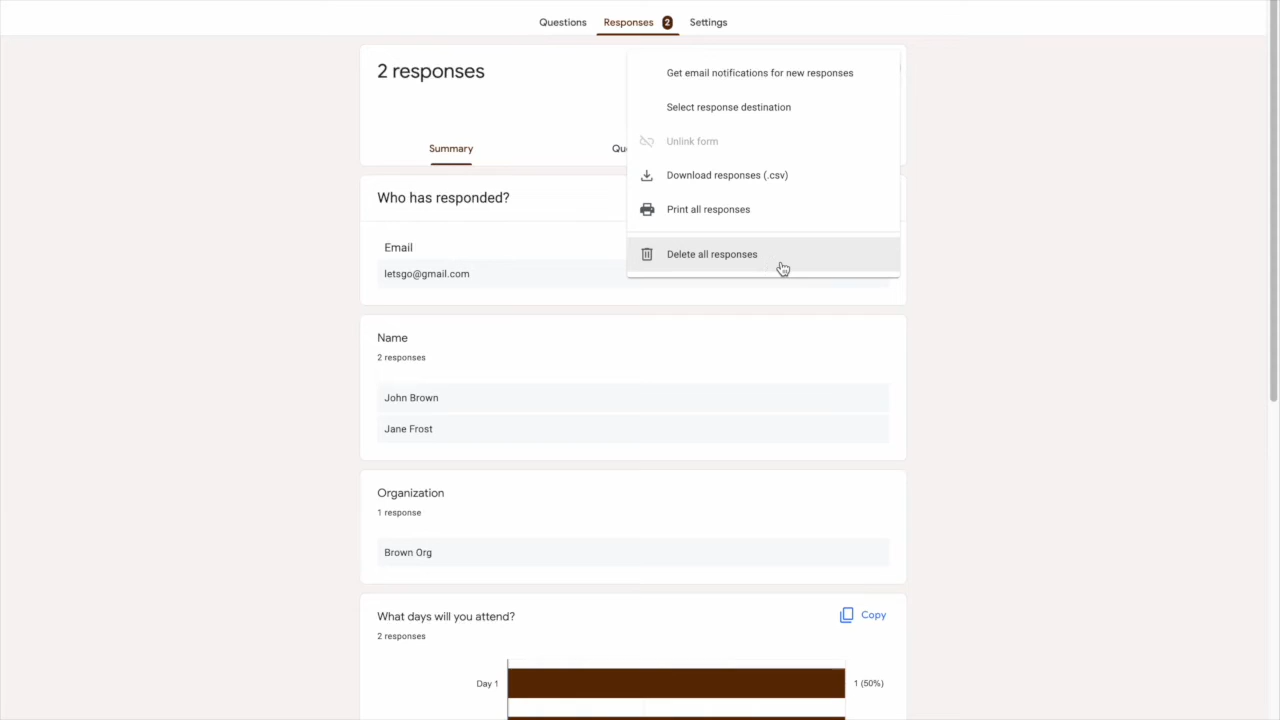 Questions
Responses 2
Settings
2 responses
Get email notifications for new responses
Select response destination
Unlink form
Download responses (.csv)
Print all responses
Delete all responses
Summary
Qu
Who has responded?
Email
letsgo@gmail.com
Name
2 responses
John Brown
Jane Frost
Organization
1 response
Brown Org
What days will you attend?
Copy
2 responses
Day 1
1 (50%)